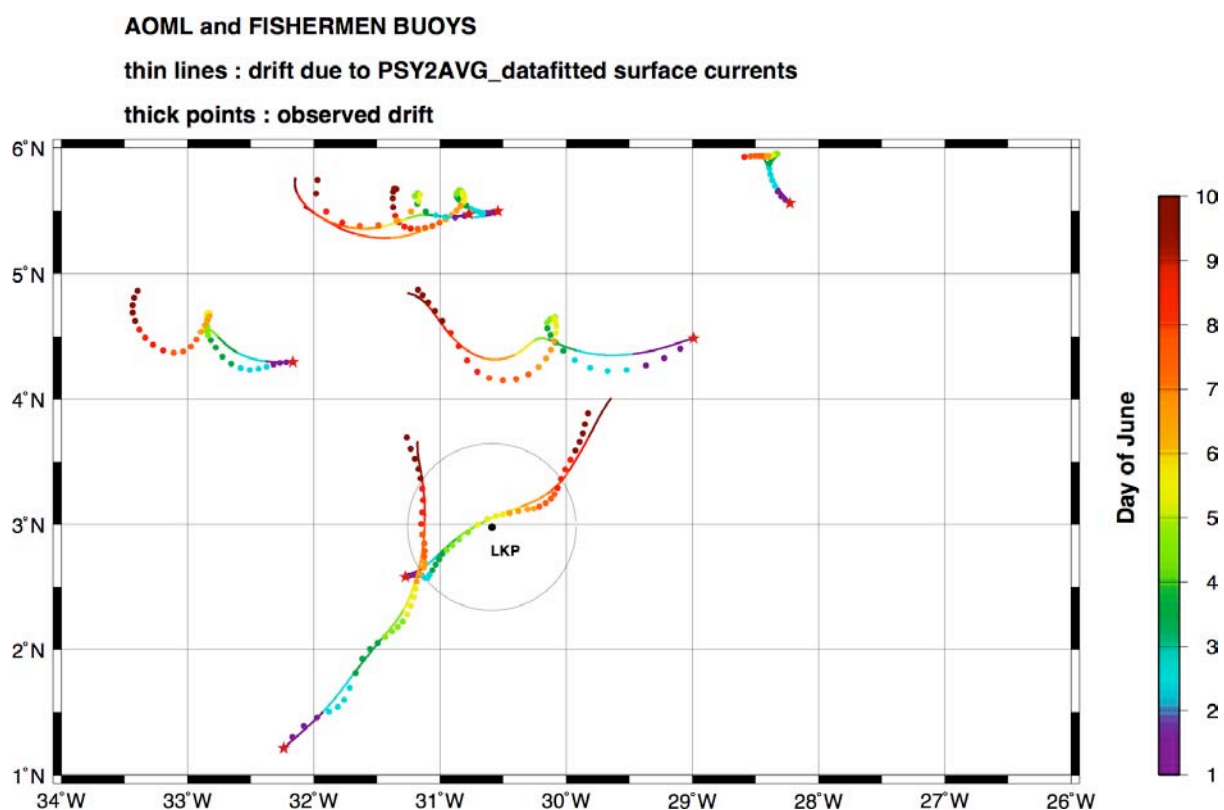 AOML and FISHERMEN BUOYS
thin lines : drift due to PSY2AVG_datafitted surface currents
thick points : observed drift
6˚N
5˚N
4˚N
3˚N
2˚N
1˚N
34˚W 33˚W 32˚W 31˚W 30˚W 29˚W 28˚W 27˚W 26˚W
LKP
10
9
8
7
6
5
4
3
2
1
Day of June